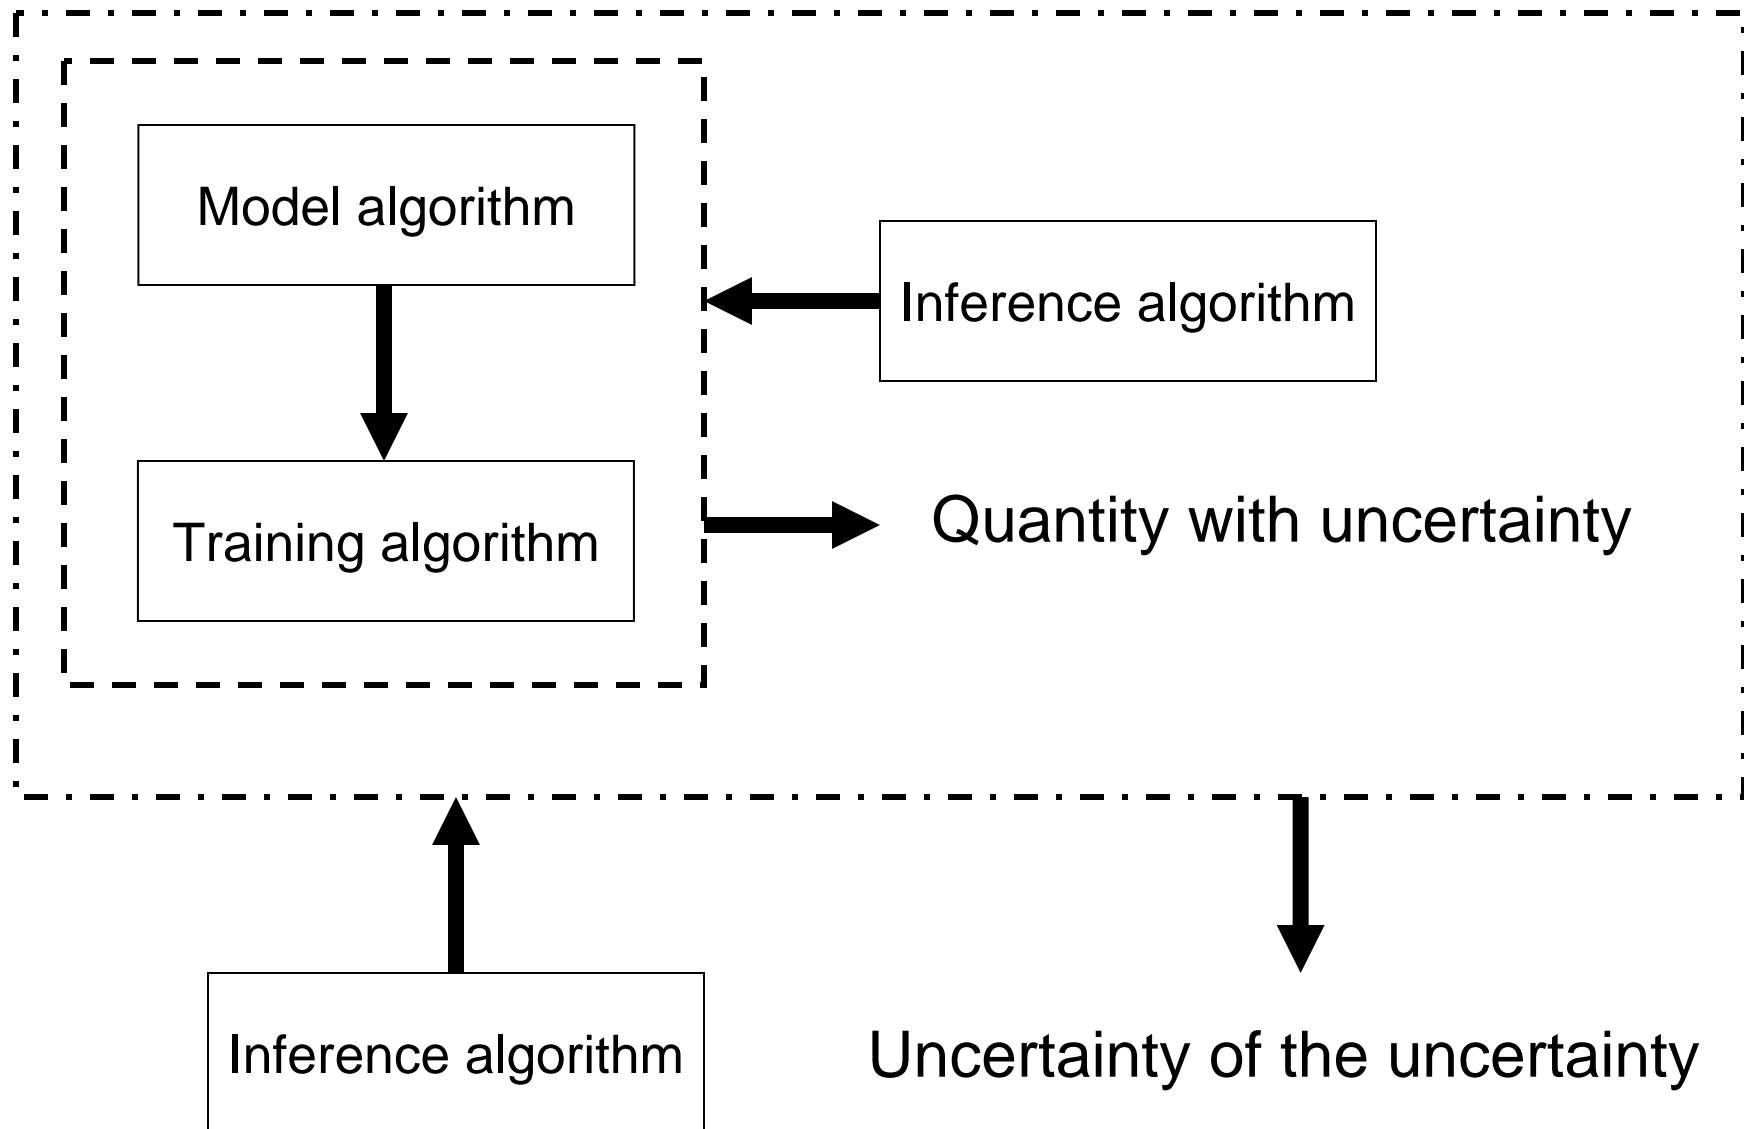 Model algorithm
Inference algorithm
Training algorithm
Quantity with uncertainty
Inference algorithm
Uncertainty of the uncertainty